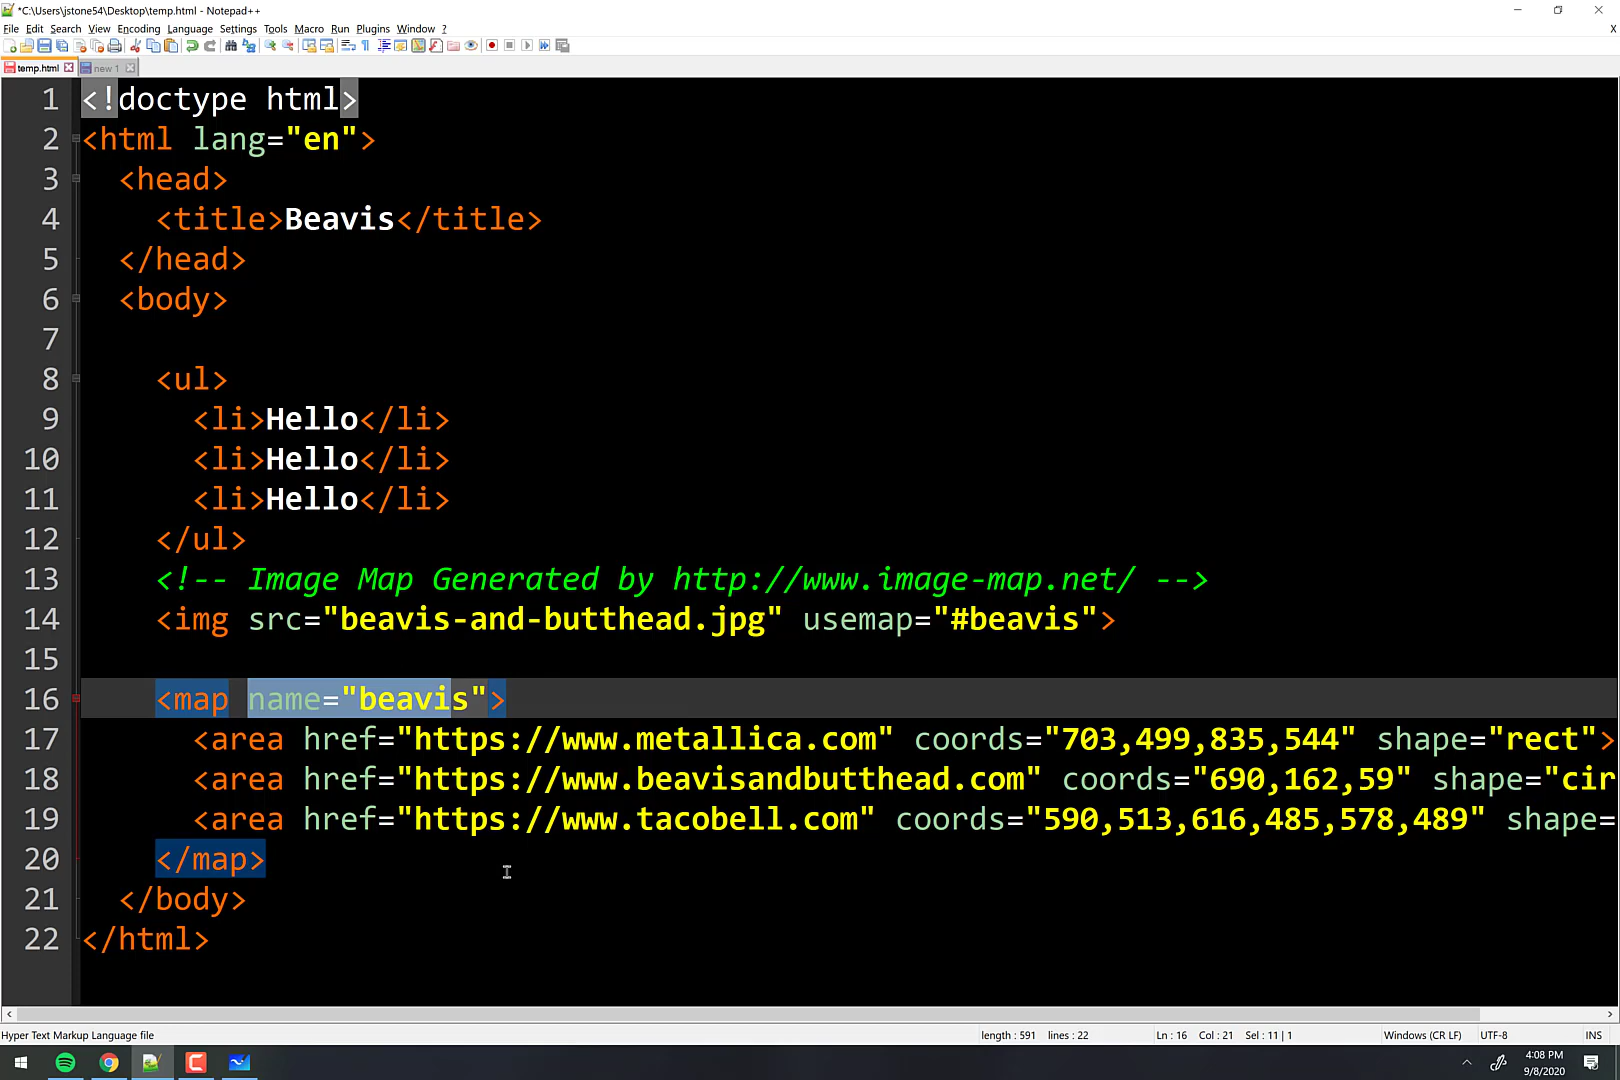 *C:\Users\jstone54\Desktop\temp.html - Notepad++
File Edit Search View Encoding Language Settings Tools Macro Run Plugins Window ? X
temp.html new 1
1 <!doctype html>
2 <html lang="en">
3 <head>
4 <title>Beavis</title>
5 </head>
6 <body>
7
8 <ul>
9 <li>Hello</li>
10 <li>Hello</li>
11 <li>Hello</li>
12 </ul>
13 <!-- Image Map Generated by http://www.image-map.net/ -->
14 <img src="beavis-and-butthead.jpg" usemap="#beavis">
15
16 <map name="beavis">
17 <area href="https://www.metallica.com" coords="703,499,835,544" shape="rect">
18 <area href="https://www.beavisandbutthead.com" coords="690,162,59" shape="cir
19 <area href="https://www.tacobell.com" coords="590,513,616,485,578,489" shape=
20 </map>
21 </body>
22 </html>
Hyper Text Markup Language file length : 591 lines : 22 Ln : 16 Col : 21 Sel : 11 | 1 Windows (CR LF) UTF-8 INS
4:08 PM
9/8/2020